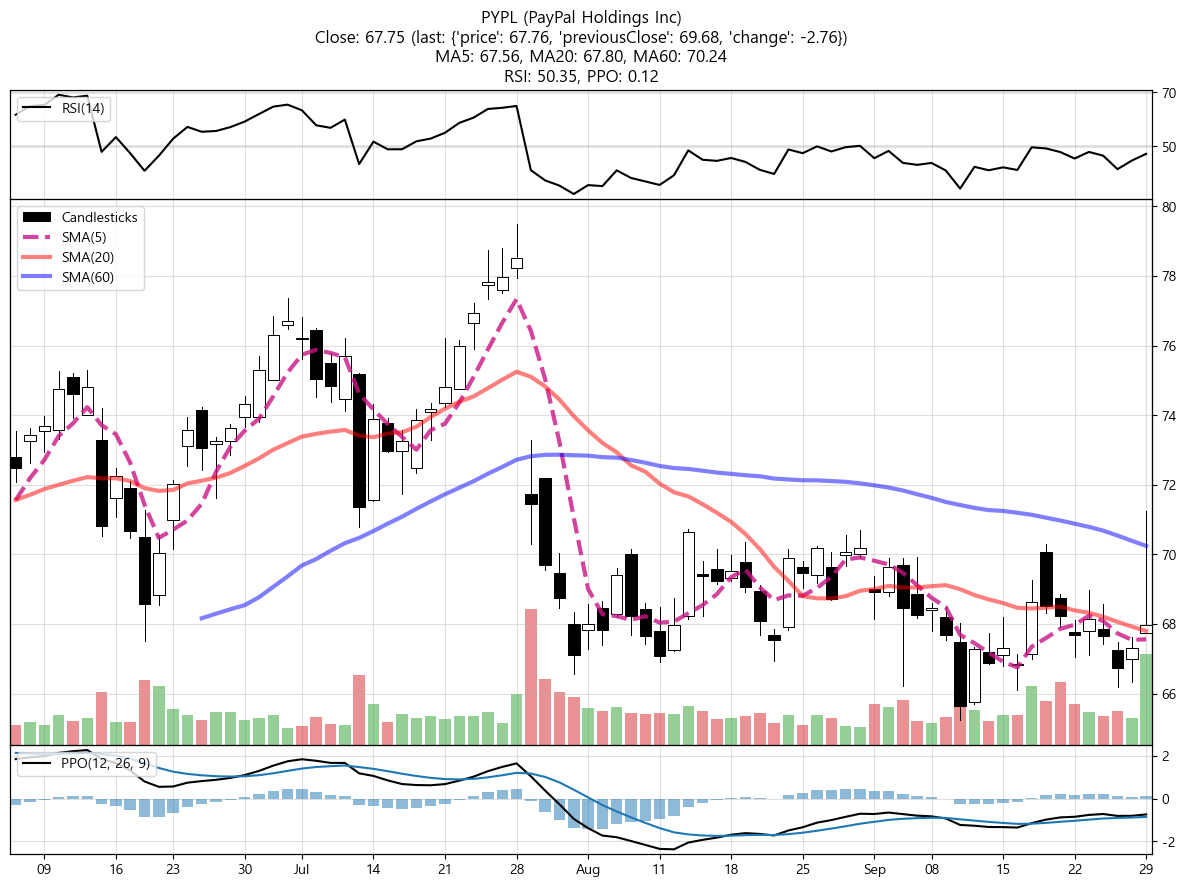 PYPL (PayPal Holdings Inc)
Close: 67.75 (last: {'price': 67.76, 'previousClose': 69.68, 'change': -2.76})
MA5: 67.56, MA20: 67.80, MA60: 70.24
RSI: 50.35, PPO: 0.12
RSI(14)
70
50
Candlesticks
SMA(5)
SMA(20)
SMA(60)
80
78
76
74
72
70
68
66
PPO(12, 26, 9)
2
0
-2
09 16 23 30 Jul 14 21 28 Aug 11 18 25 Sep 08 15 22 29